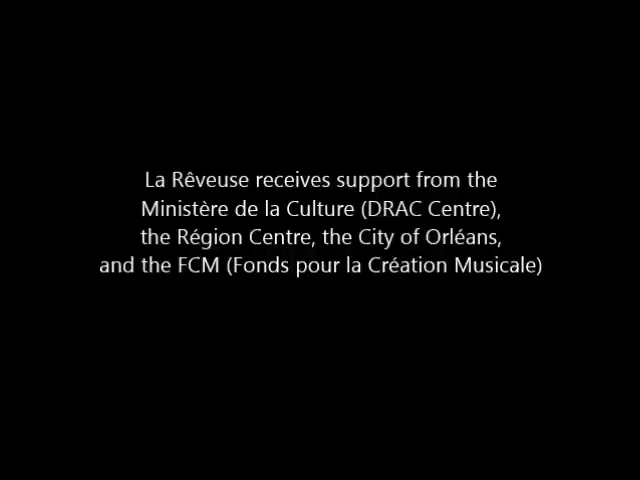 La Rêveuse receives support from the
Ministère de la Culture (DRAC Centre),
the Région Centre, the City of Orléans,
and the FCM (Fonds pour la Création Musicale)